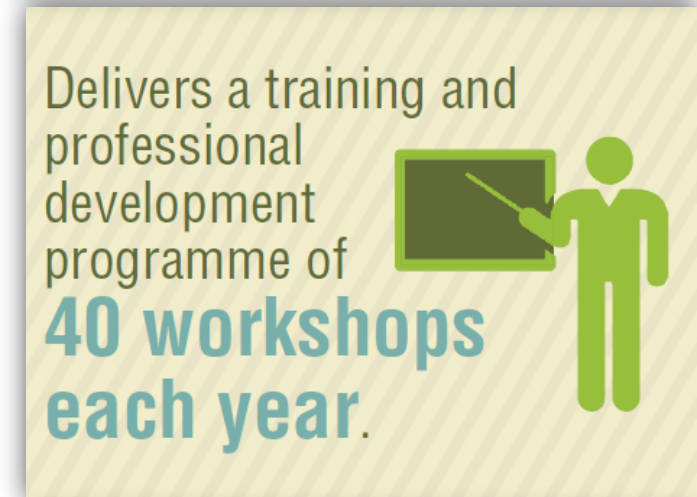 Delivers a training and
professional
development
programme of
40 workshops
each year.